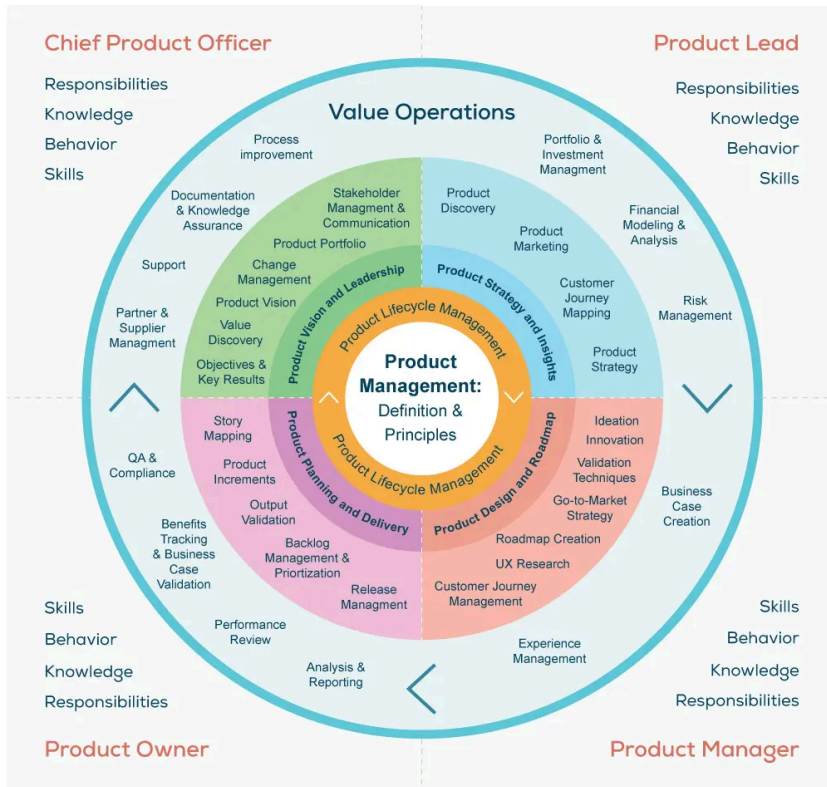 Chief Product Officer
Responsibilities
Knowledge
Behavior
Skills
Product Lead
Responsibilities
Knowledge
Behavior
Skills
Value Operations
Process
improvement
Documentation
& Knowledge
Assurance
Support
Partner &
Supplier
Managment
Portfolio &
Investment
Managment
Financial
Modeling &
Analysis
Risk
Management
Stakeholder
Managment &
Communication
Product Portfolio
Change
Management
Product Vision
Value
Discovery
Objectives &
Key Results
Product Vision and Leadership
Product
Discovery
Product
Marketing
Customer
Journey
Mapping
Product
Strategy
Product Strategy and Insights
Product Lifecycle Management
Product
Management:
Definition &
Principles
Product Lifecycle Management
Story
Mapping
Product
Increments
Output
Validation
Backlog
Management &
Priortization
Release
Managment
Product Planning and Delivery
Ideation
Innovation
Validation
Techniques
Go-to-Market
Strategy
Roadmap Creation
UX Research
Customer Journey
Management
Product Design and Roadmap
QA &
Compliance
Benefits
Tracking
& Business
Case
Validation
Performance
Review
Analysis &
Reporting
Business
Case
Creation
Experience
Management
Skills
Behavior
Knowledge
Responsibilities
Product Owner
Skills
Behavior
Knowledge
Responsibilities
Product Manager